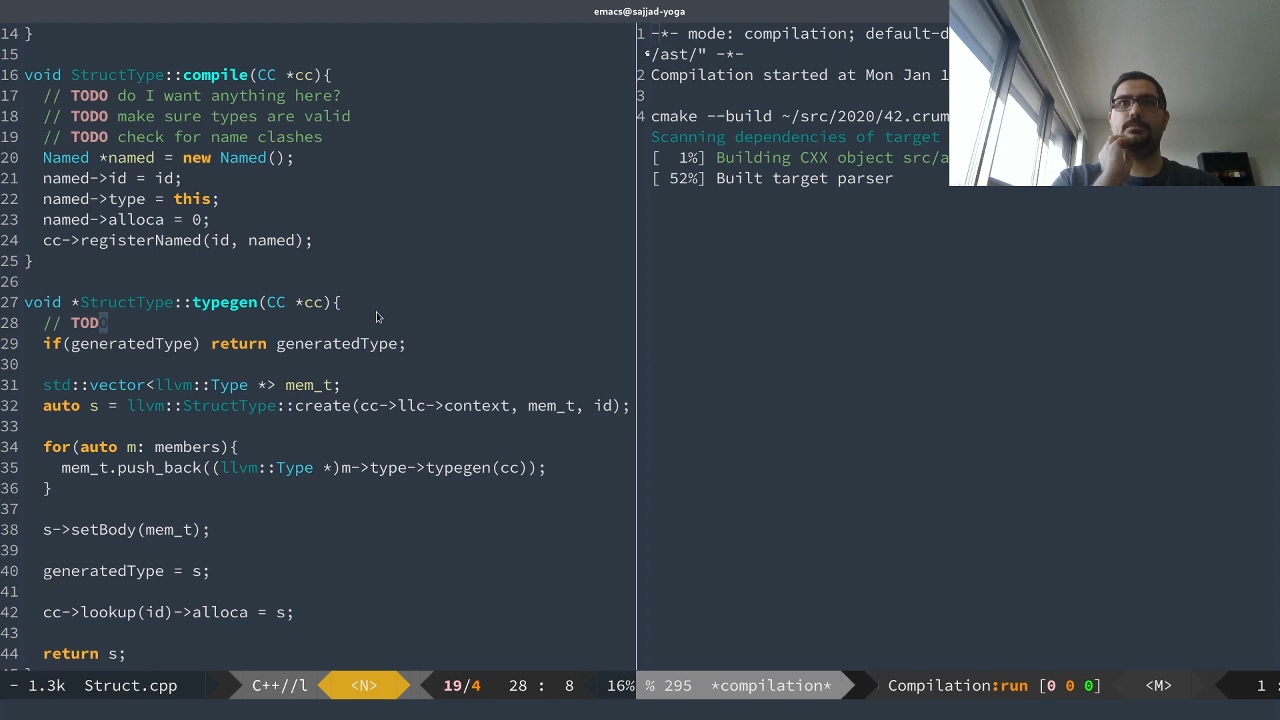 emacs@sajjad-yoga
14 }
15
16 void StructType::compile(CC *cc){
17 // TODO do I want anything here?
18 // TODO make sure types are valid
19 // TODO check for name clashes
20 Named *named = new Named();
21 named->id = id;
22 named->type = this;
23 named->alloca = 0;
24 cc->registerNamed(id, named);
25 }
26
27 void *StructType::typegen(CC *cc){
28 // TODO
29 if(generatedType) return generatedType;
30
31 std::vector<llvm::Type *> mem_t;
32 auto s = llvm::StructType::create(cc->llc->context, mem_t, id);
33
34 for(auto m: members){
35 mem_t.push_back((llvm::Type *)m->type->typegen(cc));
36 }
37
38 s->setBody(mem_t);
39
40 generatedType = s;
41
42 cc->lookup(id)->alloca = s;
43
44 return s;
- 1.3k Struct.cpp C++//l <N> 19/4 28 : 8 16%
1 -*- mode: compilation; default-d
/ast/" -*-
2 Compilation started at Mon Jan 1
3
4 cmake --build ~/src/2020/42.crum
Scanning dependencies of target
[ 1%] Building CXX object src/a
[ 52%] Built target parser
% 295 *compilation* Compilation:run [0 0 0] <M> 1 :